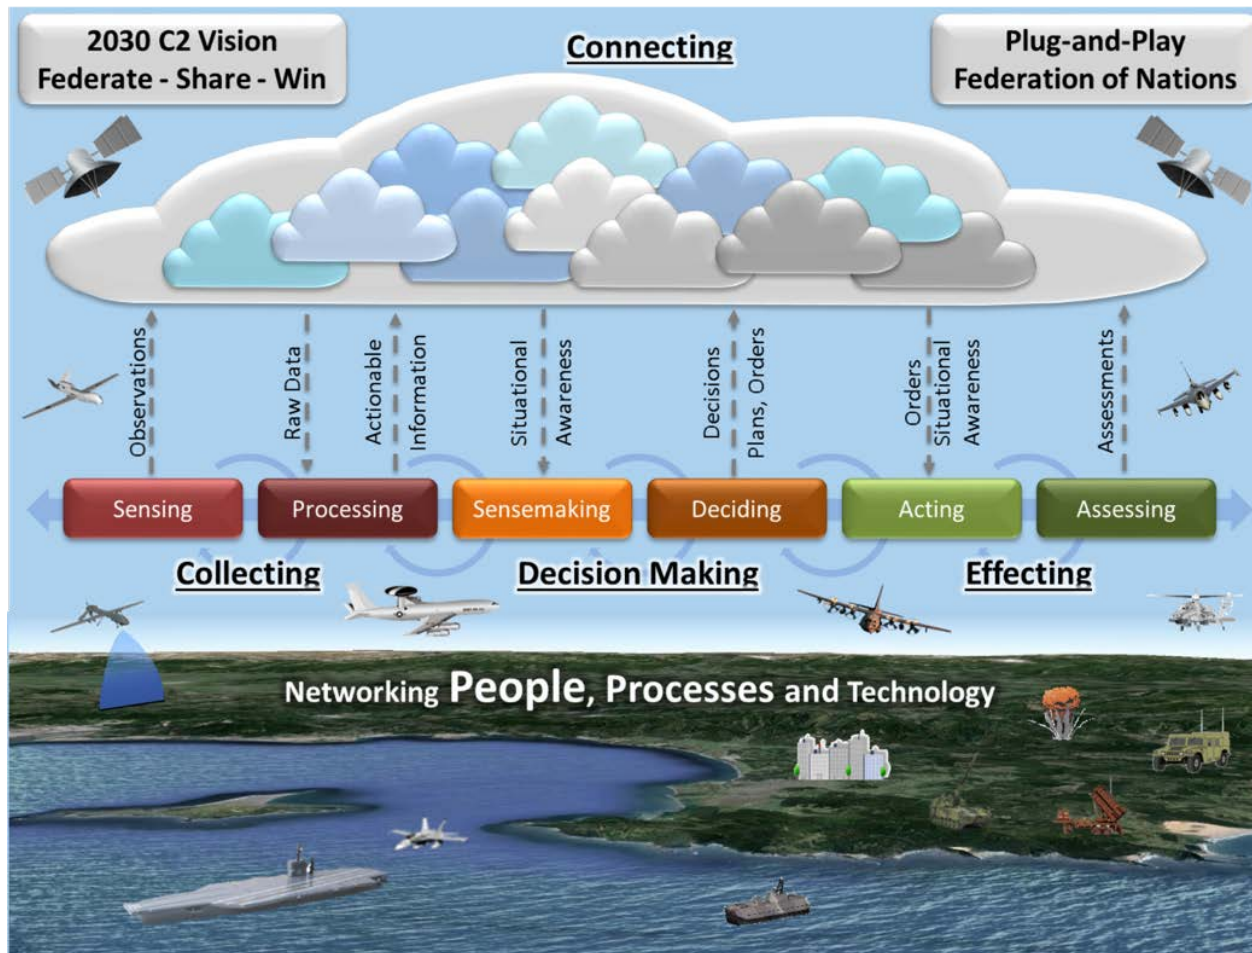 2030 C2 Vision
Federate - Share - Win
Connecting
Plug-and-Play
Federation of Nations
Observations
Raw Data
Actionable
Information
Situational
Awareness
Decisions
Plans, Orders
Orders
Situational
Awareness
Assessments
Sensing
Processing
Sensemaking
Deciding
Acting
Assessing
Collecting
Decision Making
Effecting
Networking People, Processes and Technology